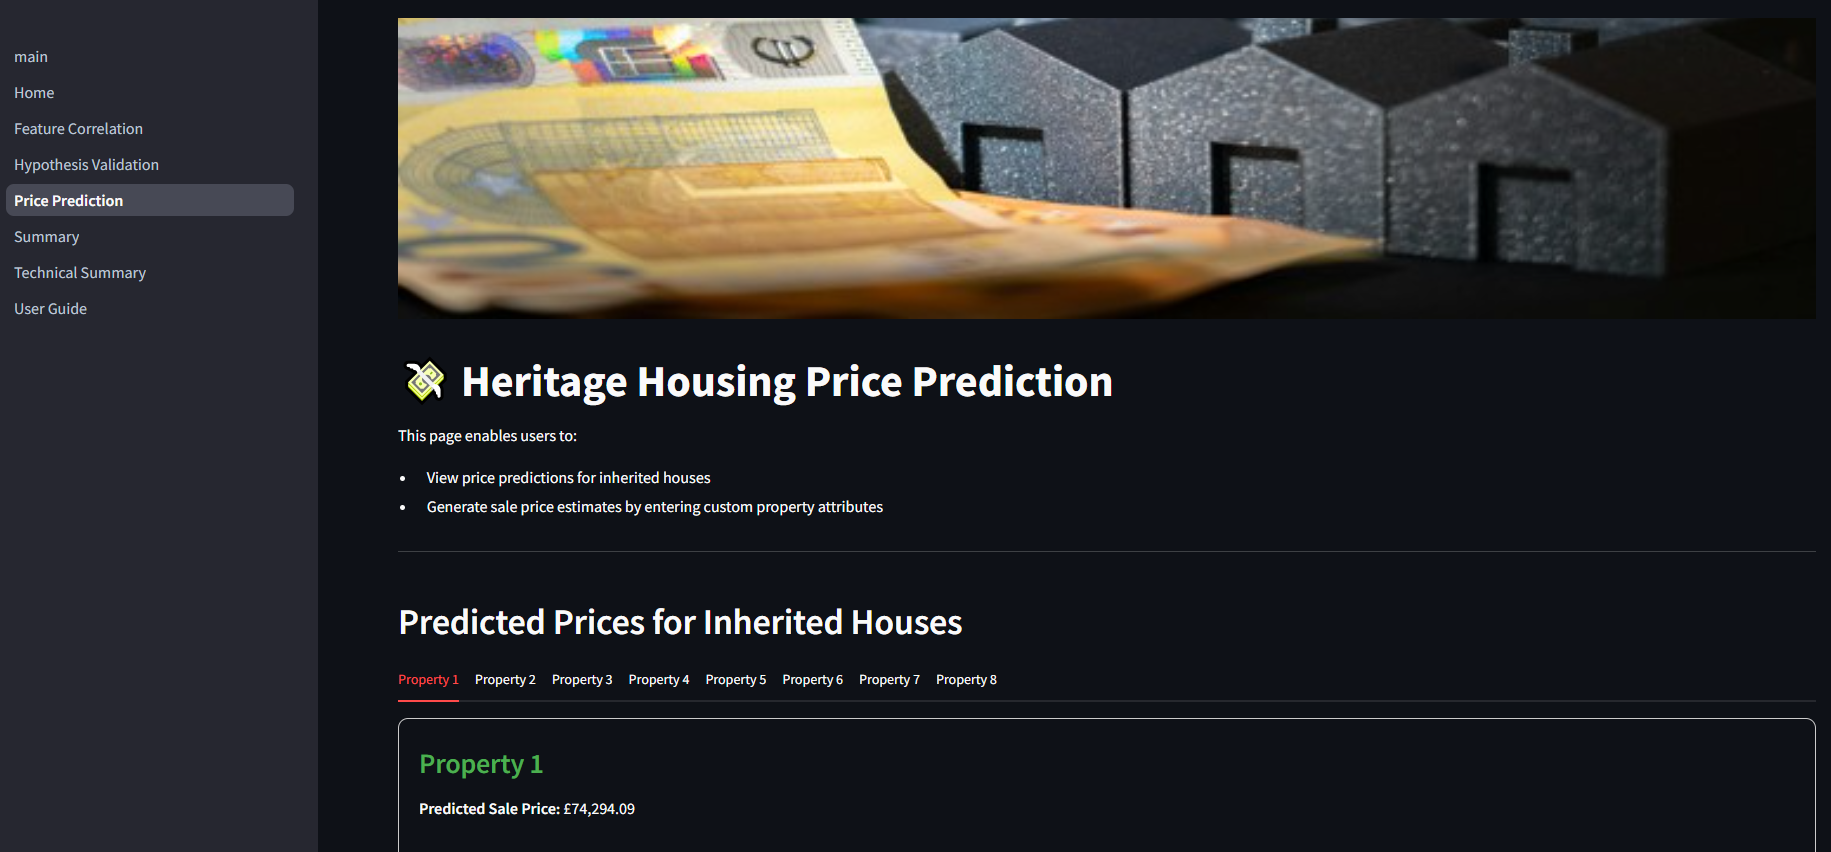 main
Home
Feature Correlation
Hypothesis Validation
Price Prediction
Summary
Technical Summary
User Guide
Heritage Housing Price Prediction
This page enables users to:
• View price predictions for inherited houses
• Generate sale price estimates by entering custom property attributes
Predicted Prices for Inherited Houses
Property 1 Property 2 Property 3 Property 4 Property 5 Property 6 Property 7 Property 8
Property 1
Predicted Sale Price: £74,294.09